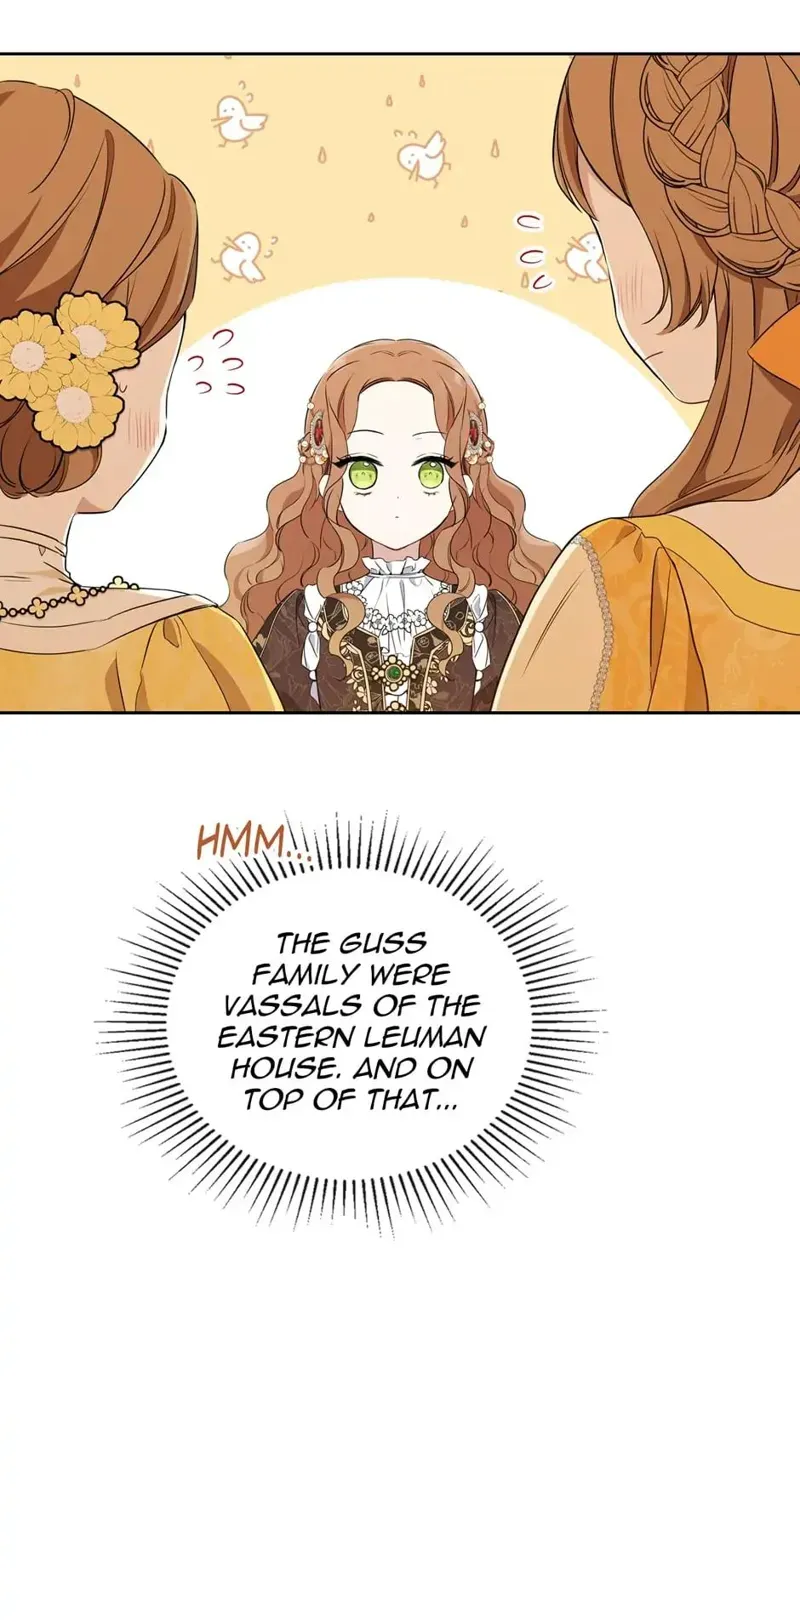 HMM...
THE GUSS
FAMILY WERE
VASSALS OF THE
EASTERN LEUMAN
HOUSE. AND ON
TOP OF THAT...